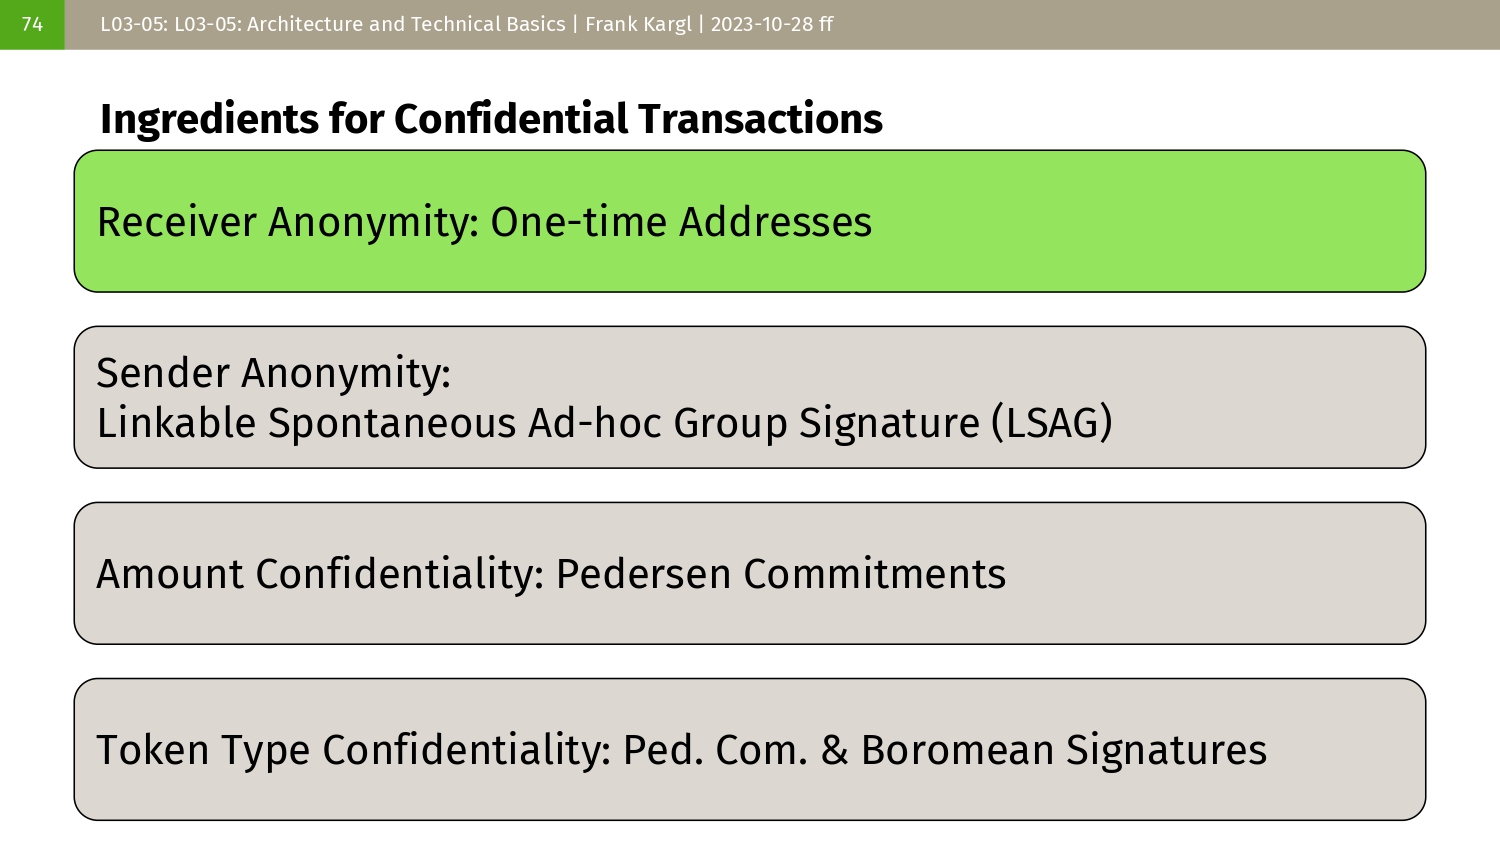 74
L03-05: L03-05: Architecture and Technical Basics | Frank Kargl | 2023-10-28 ff
Ingredients for Confidential Transactions
Receiver Anonymity: One-time Addresses
Sender Anonymity:
Linkable Spontaneous Ad-hoc Group Signature (LSAG)
Amount Confidentiality: Pedersen Commitments
Token Type Confidentiality: Ped. Com. & Boromean Signatures